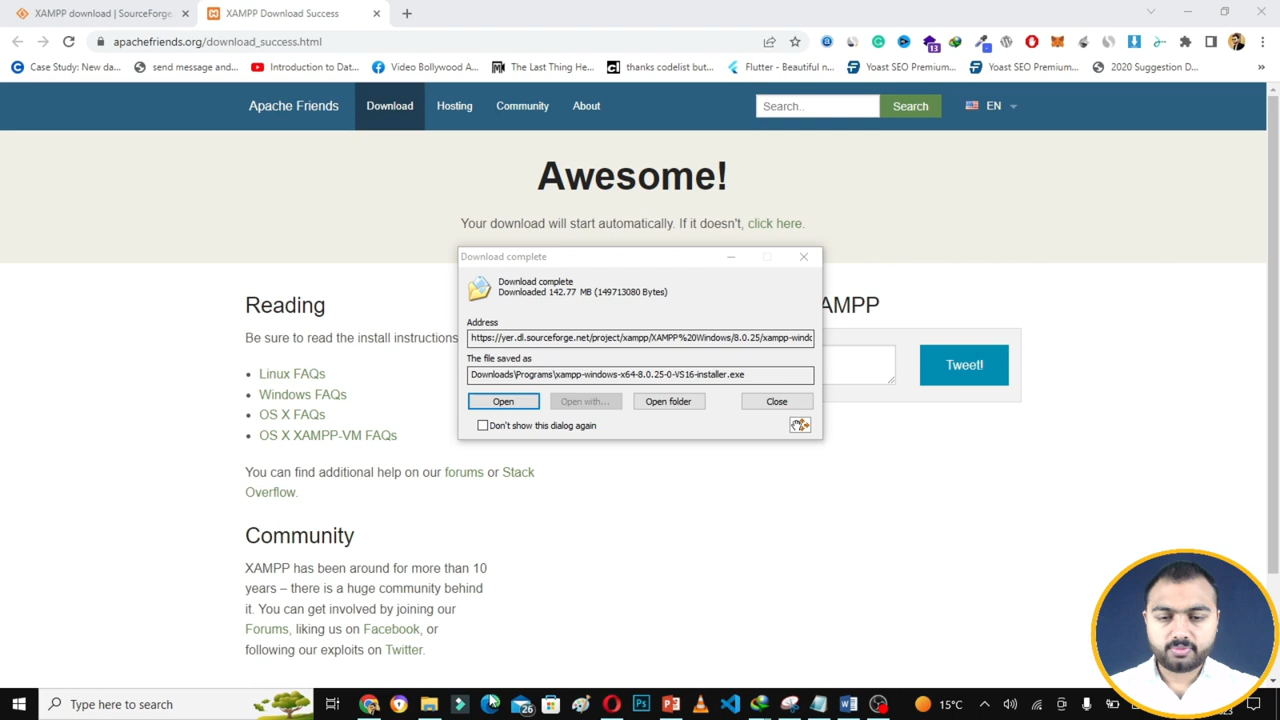 XAMPP download | SourceForge.
XAMPP Download Success
apachefriends.org/download_success.html
13
Case Study: New da...
send message and...
Introduction to Dat...
Video Bollywood A...
The Last Thing He...
thanks codelist but...
Flutter - Beautiful n...
Yoast SEO Premium...
Yoast SEO Premium...
2020 Suggestion D...
»
Apache Friends
Download
Hosting
Community
About
Search..
Search
EN
Awesome!
Your download will start automatically. If it doesn't, click here.
Download complete
Download complete
Downloaded 142.77 MB (149713080 Bytes)
Address
https://yer.dl.sourceforge.net/project/xampp/XAMPP%20Windows/8.0.25/xampp-windo
The file saved as
Downloads\Programs\xampp-windows-x64-8.0.25-0-VS16-installer.exe
Open
Open with...
Open folder
Close
Don't show this dialog again
AMPP
Tweet!
Reading
Be sure to read the install instructions
Linux FAQs
Windows FAQs
OS X FAQs
OS X XAMPP-VM FAQs
You can find additional help on our forums or Stack
Overflow.
Community
XAMPP has been around for more than 10
years – there is a huge community behind
it. You can get involved by joining our
Forums, liking us on Facebook, or
following our exploits on Twitter.
Type here to search
26
15°C